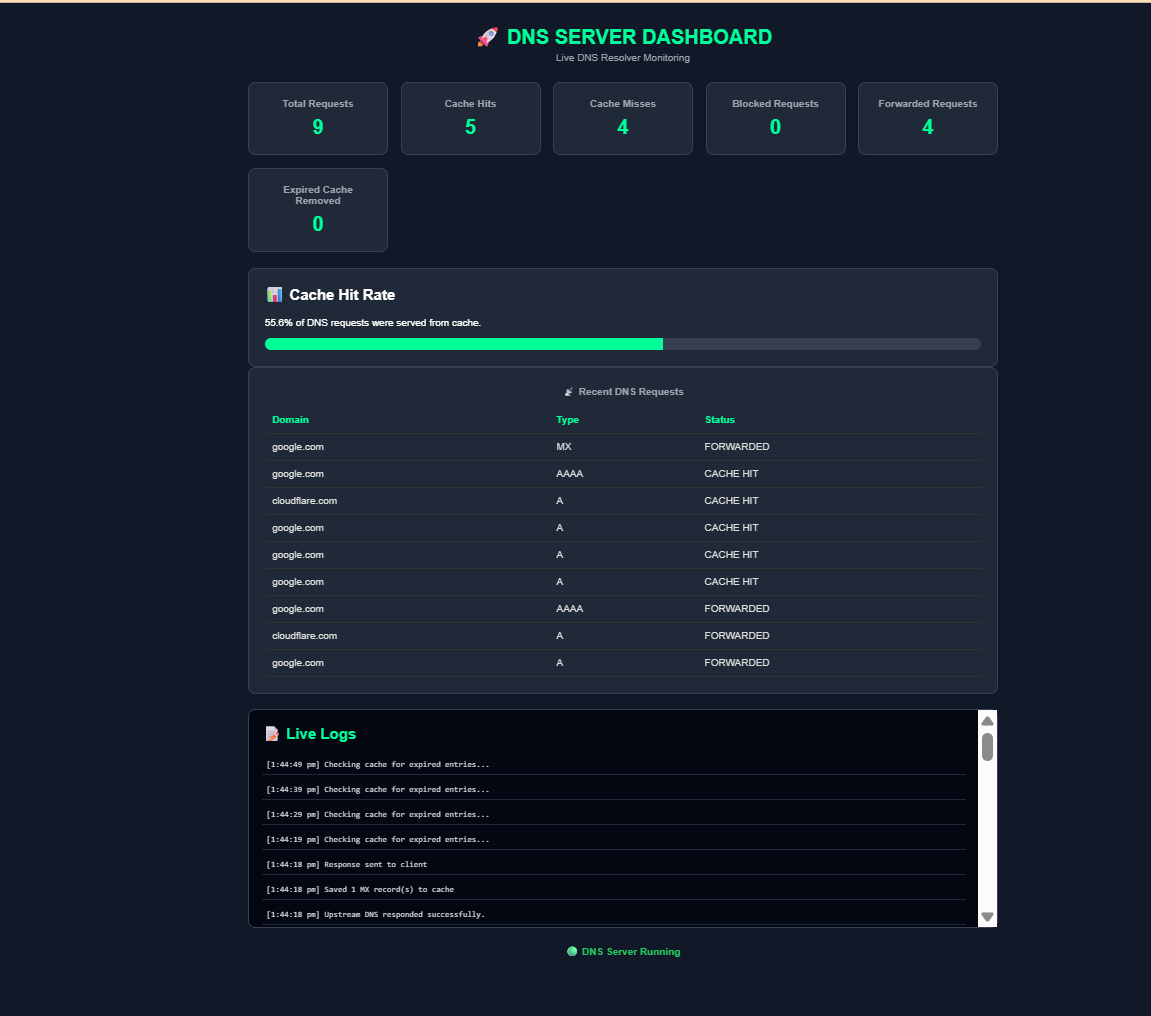 DNS SERVER DASHBOARD
Live DNS Resolver Monitoring
Total Requests
9
Cache Hits
5
Cache Misses
4
Blocked Requests
0
Forwarded Requests
4
Expired Cache
Removed
0
Cache Hit Rate
55.6% of DNS requests were served from cache.
Recent DNS Requests
Domain Type Status
google.com MX FORWARDED
google.com AAAA CACHE HIT
cloudflare.com A CACHE HIT
google.com A CACHE HIT
google.com A CACHE HIT
google.com A CACHE HIT
google.com AAAA FORWARDED
cloudflare.com A FORWARDED
google.com A FORWARDED
Live Logs
[1:44:49 pm] Checking cache for expired entries...
[1:44:39 pm] Checking cache for expired entries...
[1:44:29 pm] Checking cache for expired entries...
[1:44:19 pm] Checking cache for expired entries...
[1:44:18 pm] Response sent to client
[1:44:18 pm] Saved 1 MX record(s) to cache
[1:44:18 pm] Upstream DNS responded successfully.
DNS Server Running